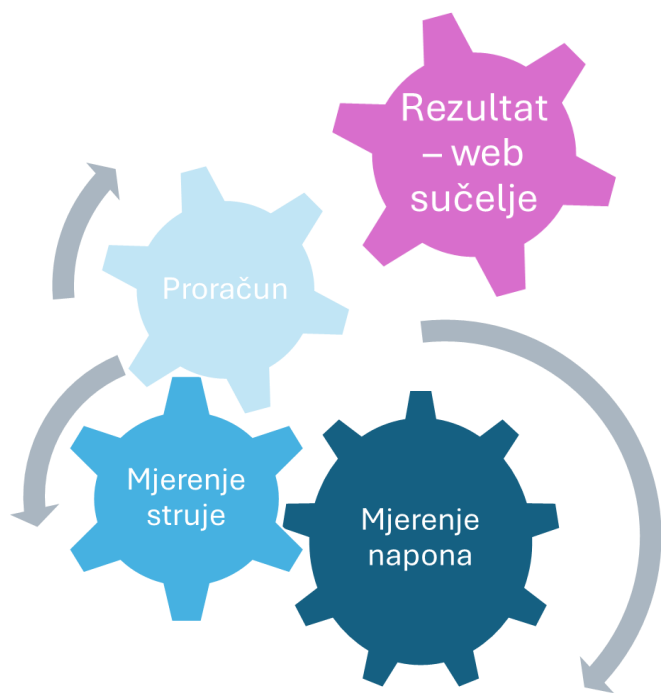 Rezultat
– web
sučelje
Proračun
Mjerenje
struje
Mjerenje
napona